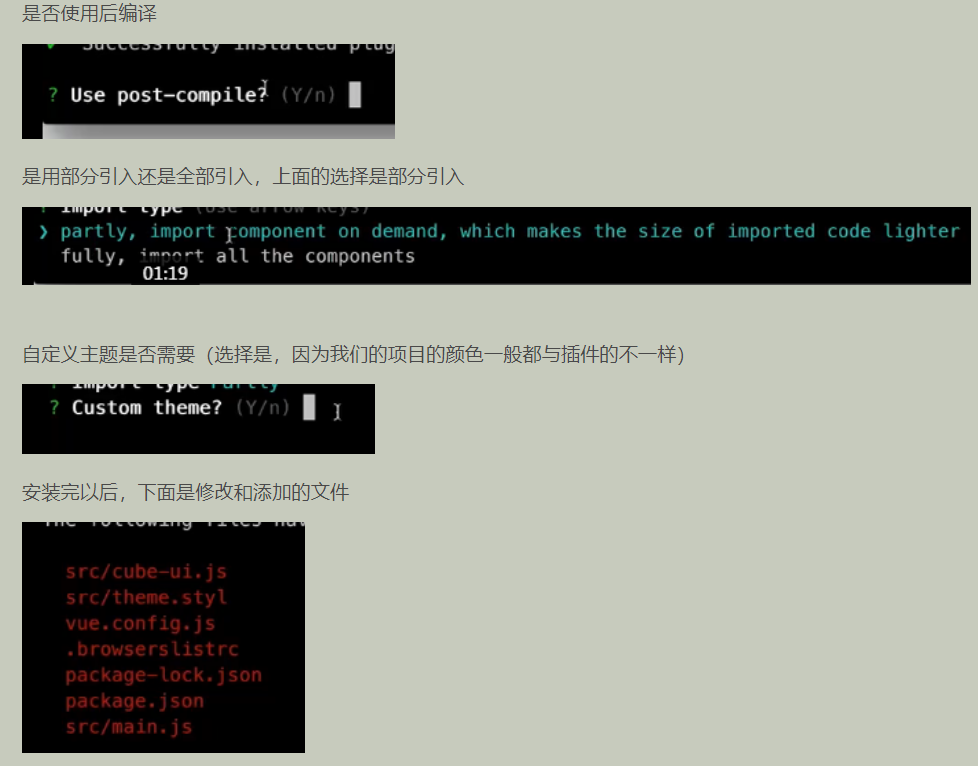 是否使用后编译
Successfully installed plug
? Use post-compile? (Y/n)
是用部分引入还是全部引入，上面的选择是部分引入
? Import type (Use arrow keys)
❯ partly, import component on demand, which makes the size of imported code lighter
fully, import all the components
01:19
自定义主题是否需要（选择是，因为我们的项目的颜色一般都与插件的不一样）
? Import type Partly
? Custom theme? (Y/n)
安装完以后，下面是修改和添加的文件
The following files hav
src/cube-ui.js
src/theme.styl
vue.config.js
.browserslistrc
package-lock.json
package.json
src/main.js